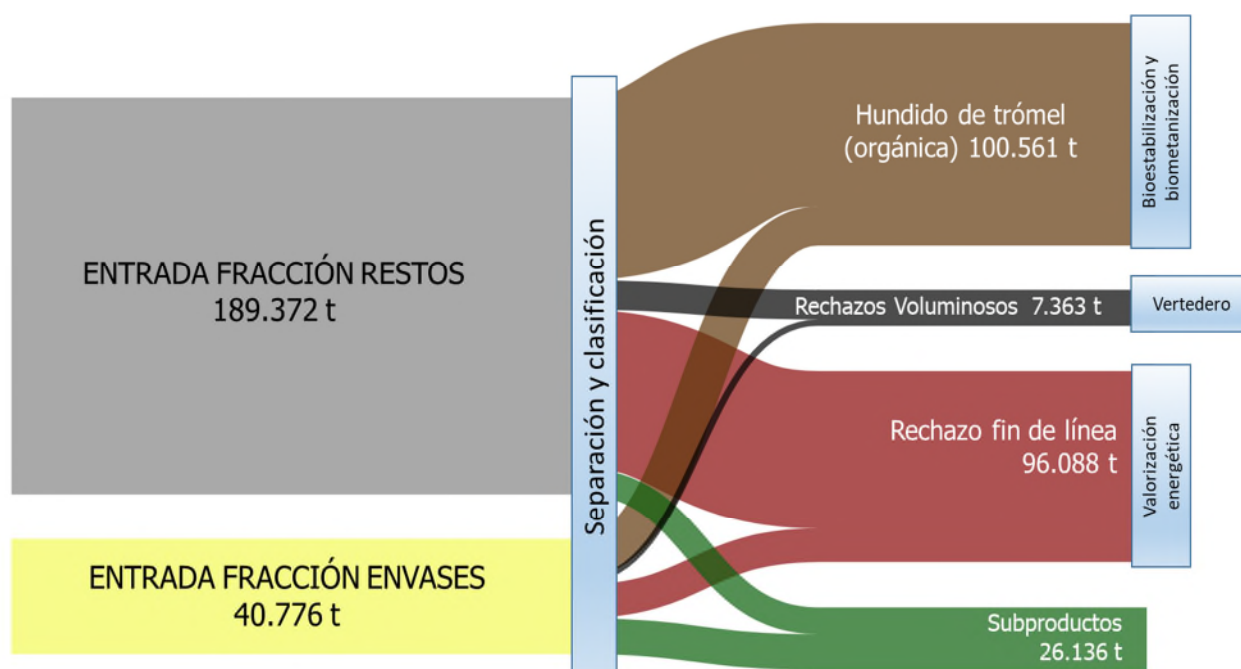 ENTRADA FRACCIÓN RESTOS
189.372 t
ENTRADA FRACCIÓN ENVASES
40.776 t
Separación y clasificación
Hundido de trómel
(orgánica) 100.561 t
Bioestabilización y
biometanización
Rechazos Voluminosos 7.363 t
Vertedero
Rechazo fin de línea
96.088 t
Valorización
energética
Subproductos
26.136 t